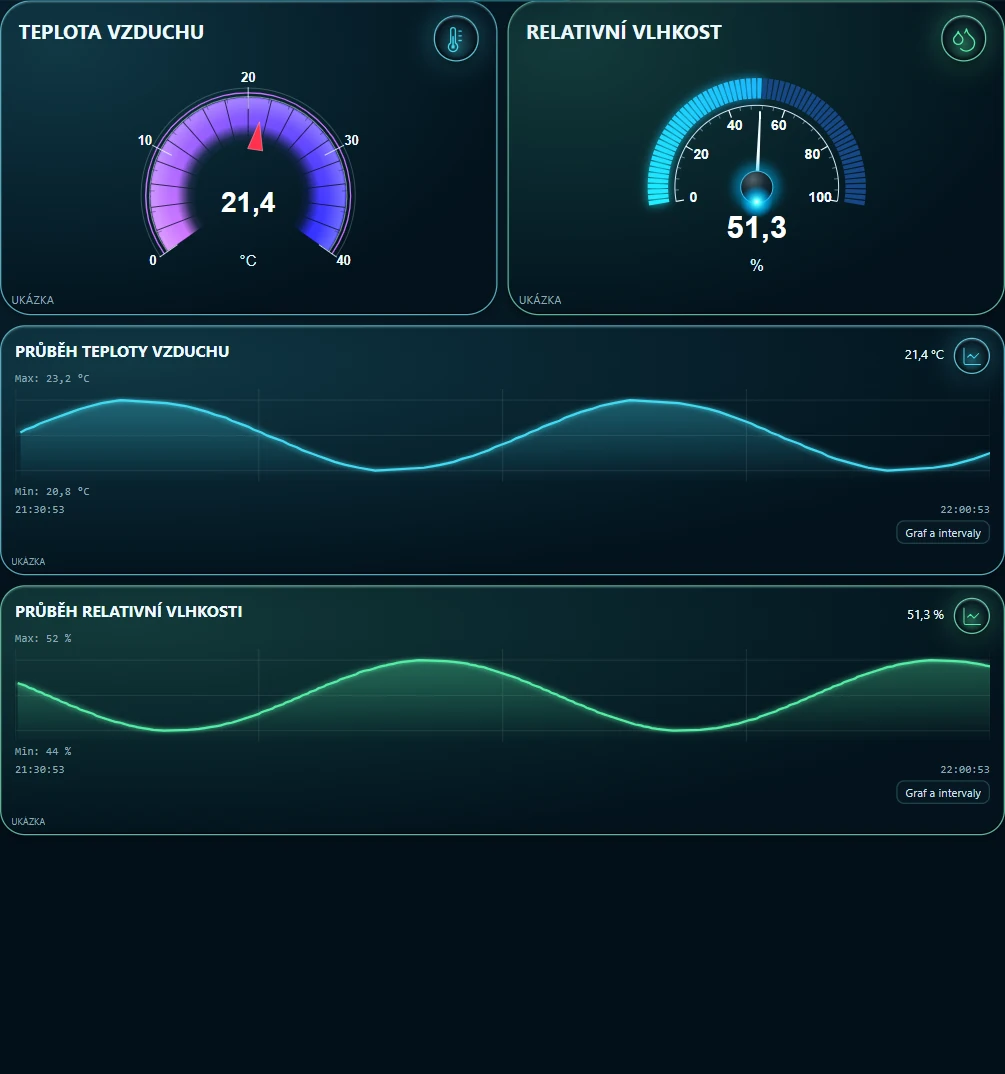 TEPLOTA VZDUCHU
20
10
30
21,4
0
°C
40
UKÁZKA
RELATIVNÍ VLHKOST
40
60
20
80
0
100
51,3
%
UKÁZKA
PRŮBĚH TEPLOTY VZDUCHU
21,4 °C
Max: 23,2 °C
Min: 20,8 °C
21:30:53
22:00:53
Graf a intervaly
UKÁZKA
PRŮBĚH RELATIVNÍ VLHKOSTI
51,3 %
Max: 52 %
Min: 44 %
21:30:53
22:00:53
Graf a intervaly
UKÁZKA